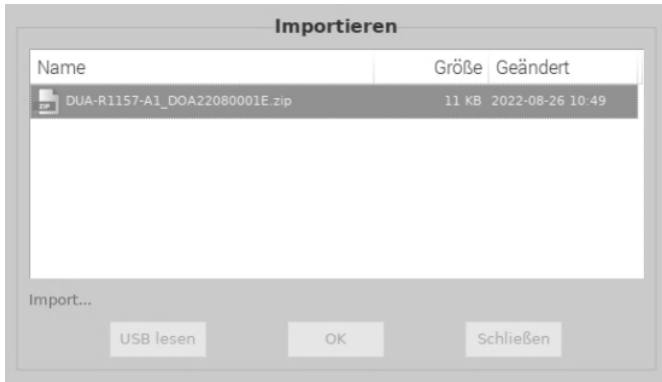 Importieren
Name Größe Geändert
ZIP DUA-R1157-A1_DOA22080001E.zip 11 KB 2022-08-26 10:49
Import...
USB lesen OK Schließen